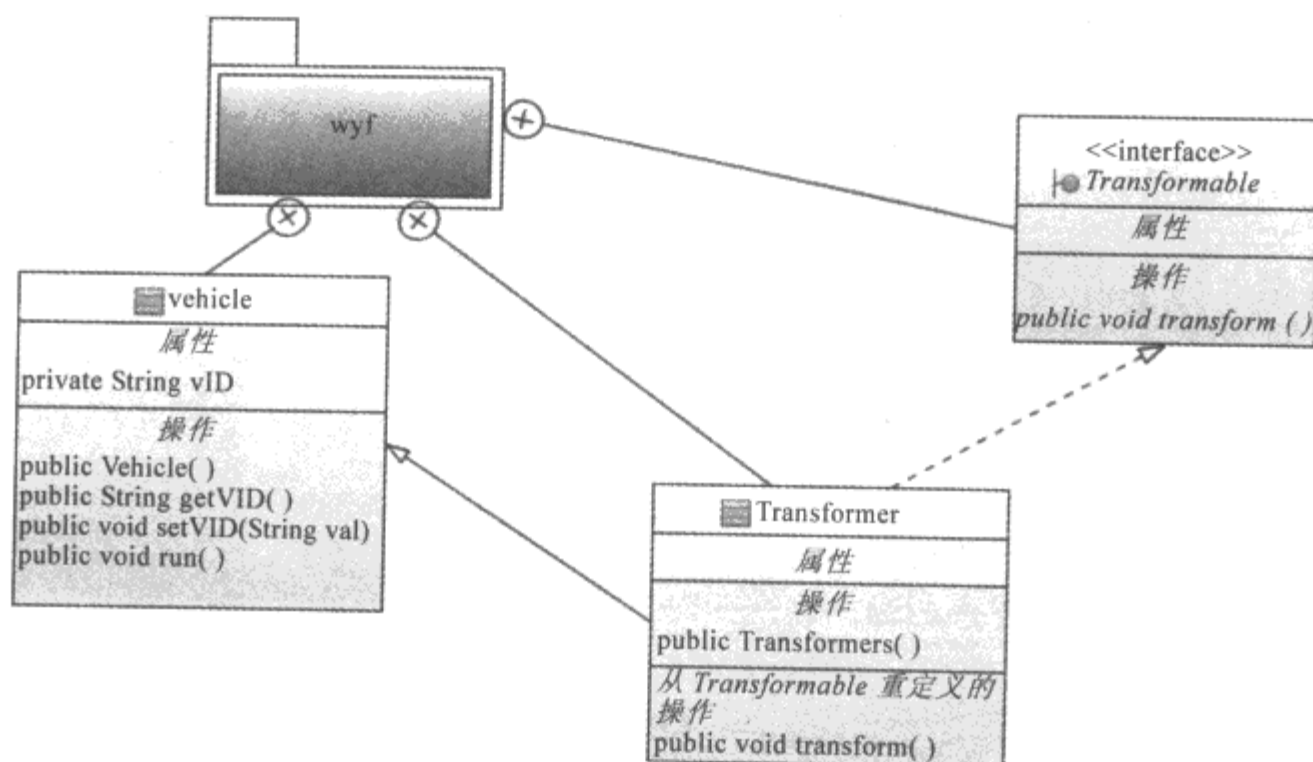 wyf
<<interface>>
Transformable
属性
操作
public void transform ( )
vehicle
属性
private String vID
操作
public Vehicle( )
public String getVID( )
public void setVID(String val)
public void run( )
Transformer
属性
操作
public Transformers( )
从 Transformable 重定义的
操作
public void transform( )